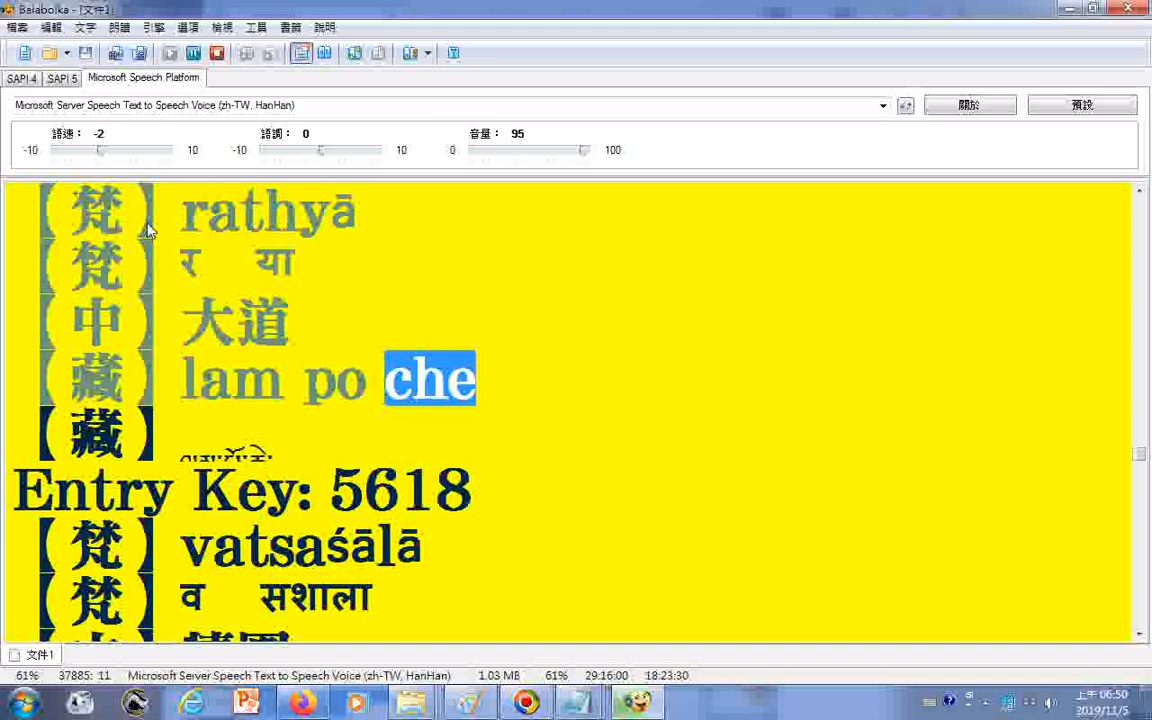 Balabolka - [文件1]
檔案 編輯 文字 朗讀 引擎 選項 檢視 工具 書籤 說明
SAPI 4 SAPI 5 Microsoft Speech Platform
Microsoft Server Speech Text to Speech Voice (zh-TW, HanHan) 關於 預設
語速： -2 語調： 0 音量： 95
-10 10 -10 10 0 100
【梵】 rathyā
【梵】 र या
【中】 大道
【藏】 lam po che
【藏】
Entry Key: 5618
【梵】 vatsaśālā
【梵】 व सशाला
文件1
61% 37885: 11 Microsoft Server Speech Text to Speech Voice (zh-TW, HanHan) 1.03 MB 61% 29:16:00 18:23:30
上午 06:50
2019/11/5